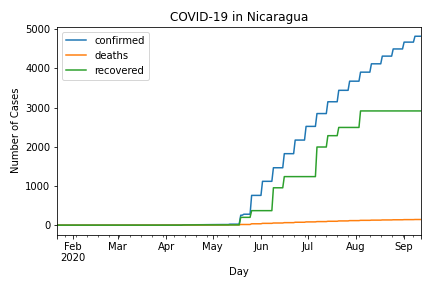 COVID-19 in Nicaragua
confirmed
deaths
recovered
Number of Cases
5000
4000
3000
2000
1000
0
Feb Mar Apr May Jun Jul Aug Sep
2020
Day